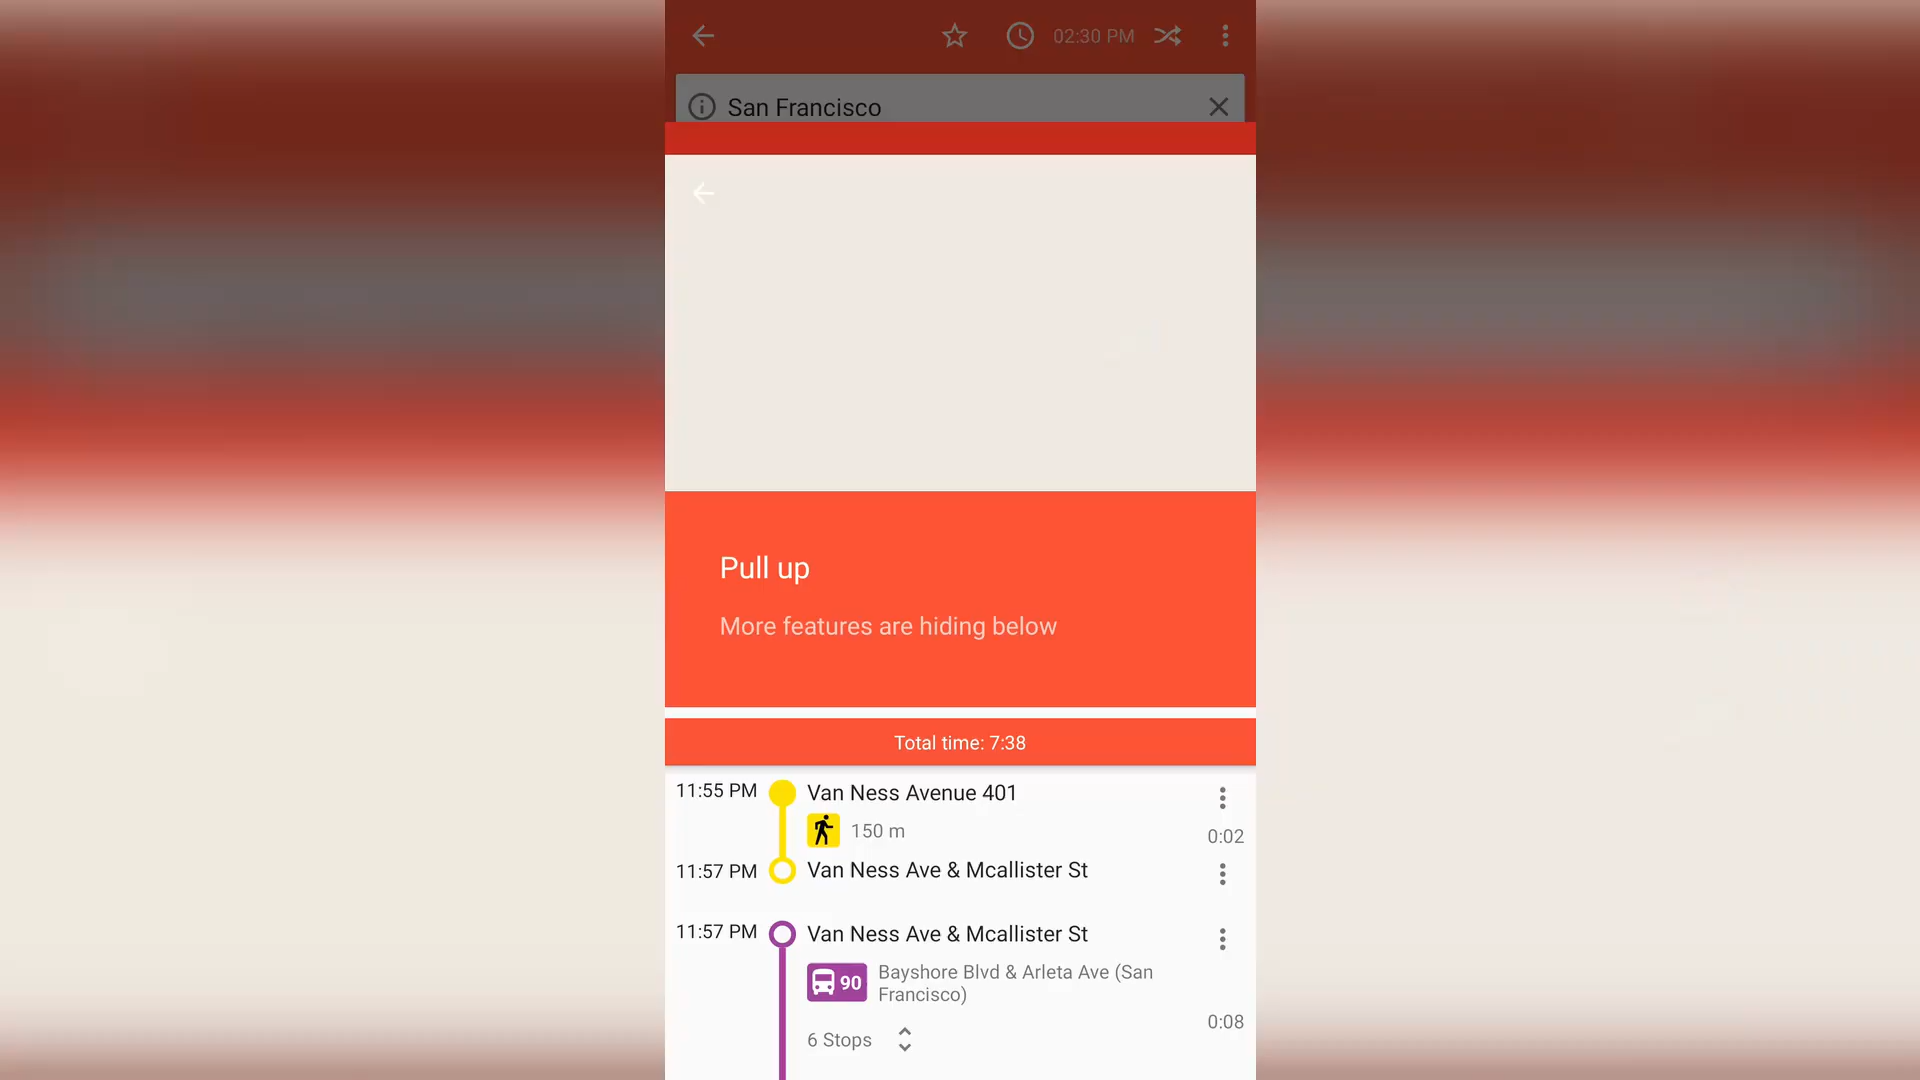 02:30 PM
San Francisco
Pull up
More features are hiding below
Total time: 7:38
11:55 PM Van Ness Avenue 401
150 m
0:02
11:57 PM Van Ness Ave & Mcallister St
11:57 PM Van Ness Ave & Mcallister St
90 Bayshore Blvd & Arleta Ave (San
Francisco)
0:08
6 Stops